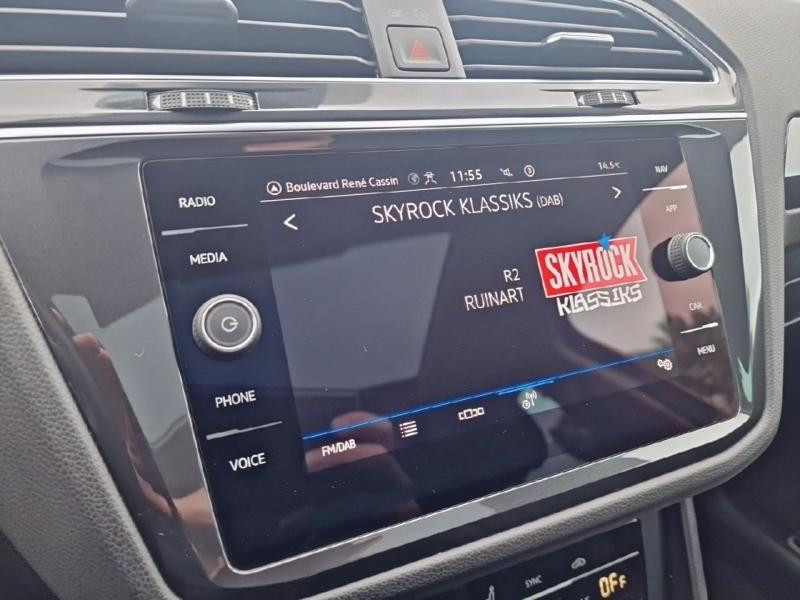 Boulevard René Cassin 11:55 3 14.5°C
SKYROCK KLASSIKS (DAB)
R2
RUINART
SKYROCK
KLASSIKS
FM/DAB
RADIO
MEDIA
PHONE
VOICE
NAV
APP
CAR
MENU
SYNC
OFF